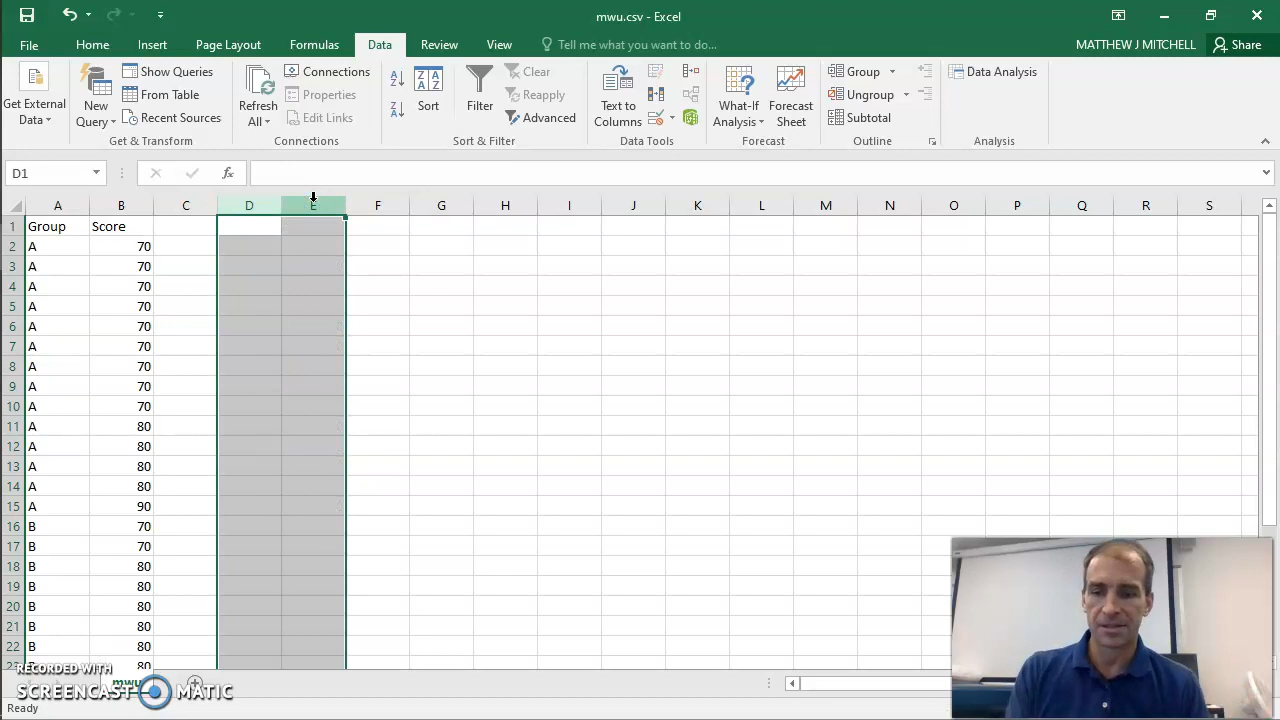 mwu.csv - Excel
File Home Insert Page Layout Formulas Data Review View Tell me what you want to do... MATTHEW J MITCHELL Share
Get External Data
New Query
Show Queries
From Table
Recent Sources
Get & Transform
Refresh All
Connections
Properties
Edit Links
Connections
Sort
Filter
Clear
Reapply
Advanced
Sort & Filter
Text to Columns
Data Tools
What-If Analysis
Forecast Sheet
Forecast
Group
Ungroup
Subtotal
Outline
Data Analysis
Analysis
D1 fx
A B C D E F G H I J K L M N O P Q R S
1 Group Score
2 A 70
3 A 70
4 A 70
5 A 70
6 A 70
7 A 70
8 A 70
9 A 70
10 A 70
11 A 80
12 A 80
13 A 80
14 A 80
15 A 90
16 B 70
17 B 70
18 B 80
19 B 80
20 B 80
21 B 80
22 B 80
80
RECORDED WITH
SCREENCAST MATIC
mwu
Ready